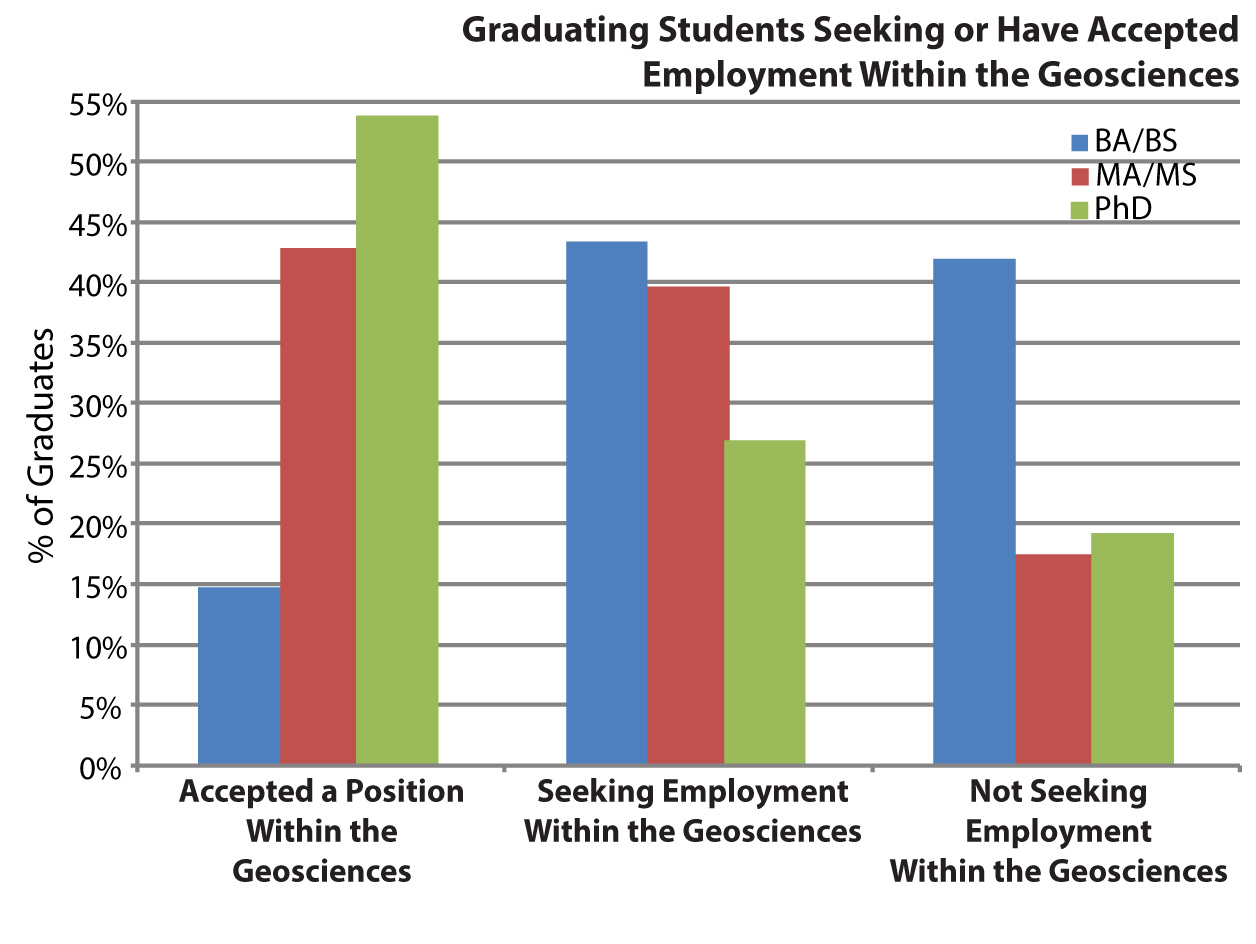 Graduating Students Seeking or Have Accepted
Employment Within the Geosciences
55%
50%
45%
40%
35%
30%
25%
20%
15%
10%
5%
0%
% of Graduates
BA/BS
MA/MS
PhD
Accepted a Position
Within the
Geosciences
Seeking Employment
Within the Geosciences
Not Seeking
Employment
Within the Geosciences